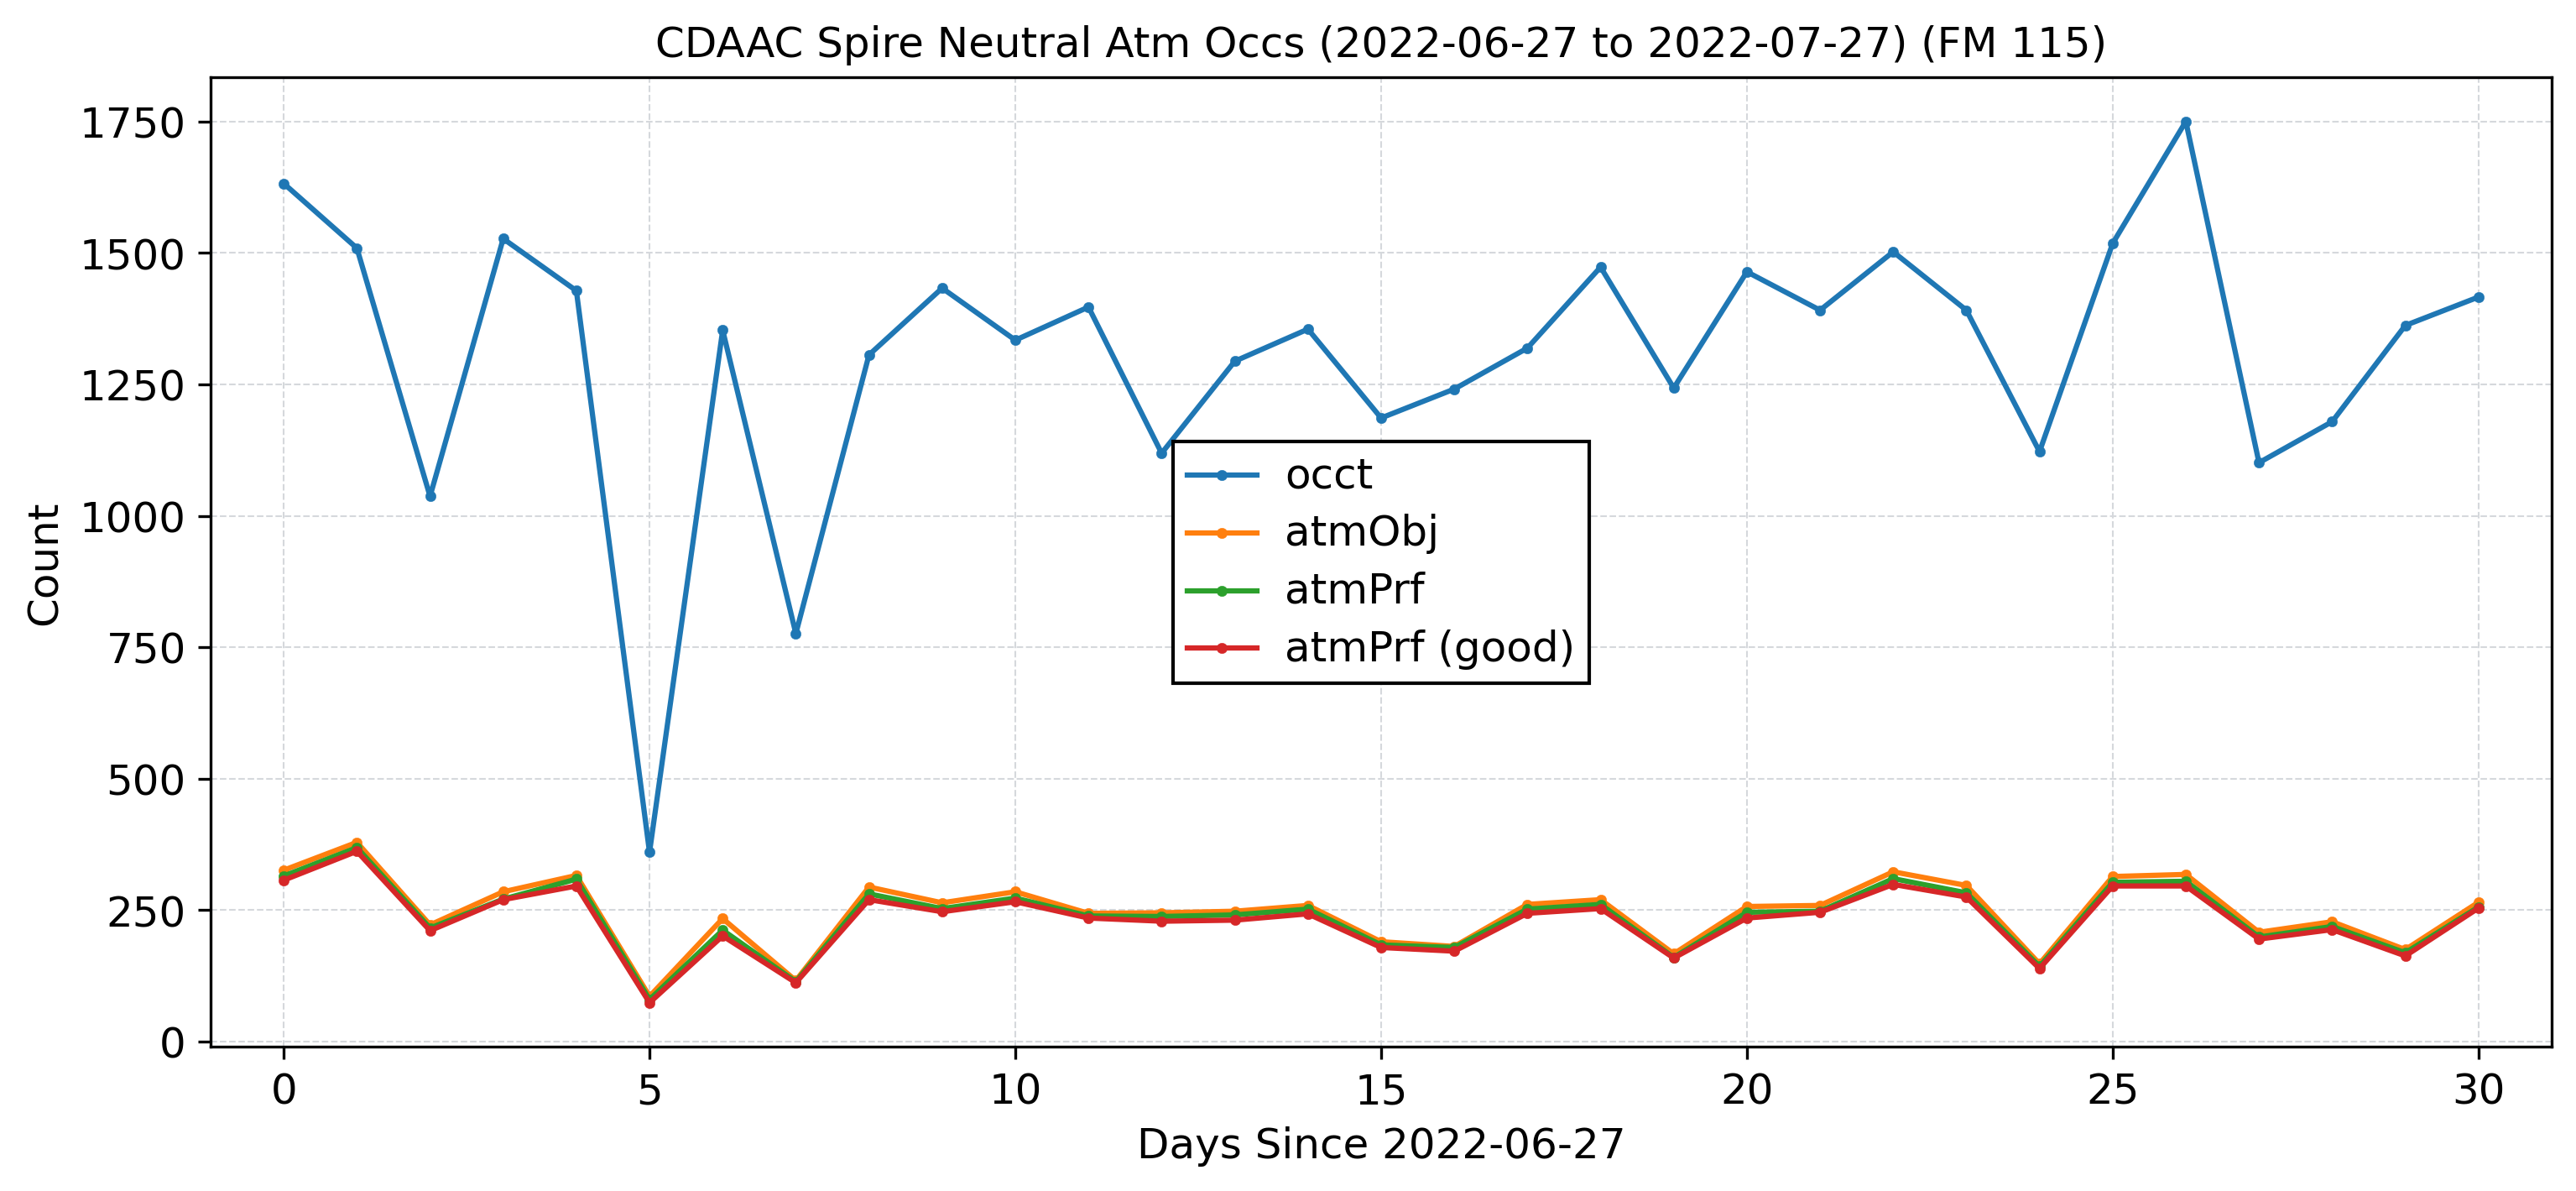 CDAAC Spire Neutral Atm Occs (2022-06-27 to 2022-07-27) (FM 115)
1750
1500
1250
1000
750
500
250
0
Count
occt
atmObj
atmPrf
atmPrf (good)
0 5 10 15 20 25 30
Days Since 2022-06-27